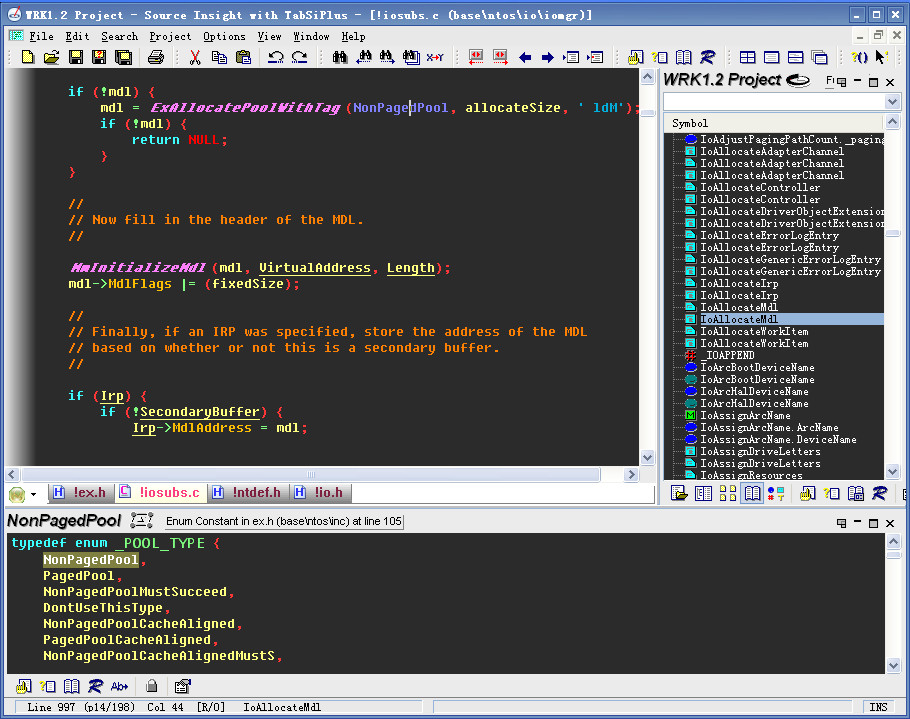 WRK1.2 Project - Source Insight with TabSiPlus - [!iosubs.c (base\ntos\io\iomgr)]
File Edit Search Project Options View Window Help
if (!mdl) {
mdl = ExAllocatePoolWithTag (NonPagedPool, allocateSize, ' ldM');
if (!mdl) {
return NULL;
}
}
//
// Now fill in the header of the MDL.
//
MmInitializeMdl (mdl, VirtualAddress, Length);
mdl->MdlFlags |= (fixedSize);
//
// Finally, if an IRP was specified, store the address of the MDL
// based on whether or not this is a secondary buffer.
//
if (Irp) {
if (!SecondaryBuffer) {
Irp->MdlAddress = mdl;
!ex.h !iosubs.c !ntdef.h !io.h
WRK1.2 Project
Symbol
IoAdjustPagingPathCount._paging
IoAllocateAdapterChannel
IoAllocateAdapterChannel
IoAllocateAdapterChannel
IoAllocateController
IoAllocateController
IoAllocateDriverObjectExtension
IoAllocateDriverObjectExtension
IoAllocateErrorLogEntry
IoAllocateErrorLogEntry
IoAllocateGenericErrorLogEntry
IoAllocateGenericErrorLogEntry
IoAllocateIrp
IoAllocateIrp
IoAllocateMdl
IoAllocateMdl
IoAllocateWorkItem
IoAllocateWorkItem
_IOAPPEND
IoArcBootDeviceName
IoArcBootDeviceName
IoArcHalDeviceName
IoArcHalDeviceName
IoAssignArcName
IoAssignArcName.ArcName
IoAssignArcName.DeviceName
IoAssignDriveLetters
IoAssignDriveLetters
IoAssignResources
NonPagedPool Enum Constant in ex.h (base\ntos\inc) at line 105
typedef enum _POOL_TYPE {
NonPagedPool,
PagedPool,
NonPagedPoolMustSucceed,
DontUseThisType,
NonPagedPoolCacheAligned,
PagedPoolCacheAligned,
NonPagedPoolCacheAlignedMustS,
Line 997 (p14/198) Col 44 [R/O] IoAllocateMdl INS